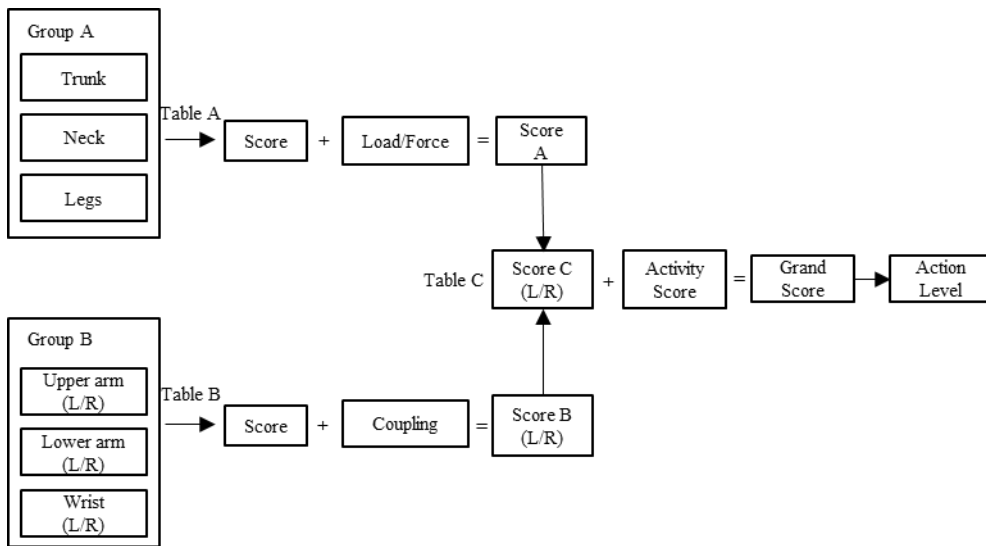 Group A
Trunk
Neck
Legs
Table A
Score
+
Load/Force
=
Score
A
Table C
Score C
(L/R)
+
Activity
Score
=
Grand
Score
Action
Level
Group B
Upper arm
(L/R)
Lower arm
(L/R)
Wrist
(L/R)
Table B
Score
+
Coupling
=
Score B
(L/R)